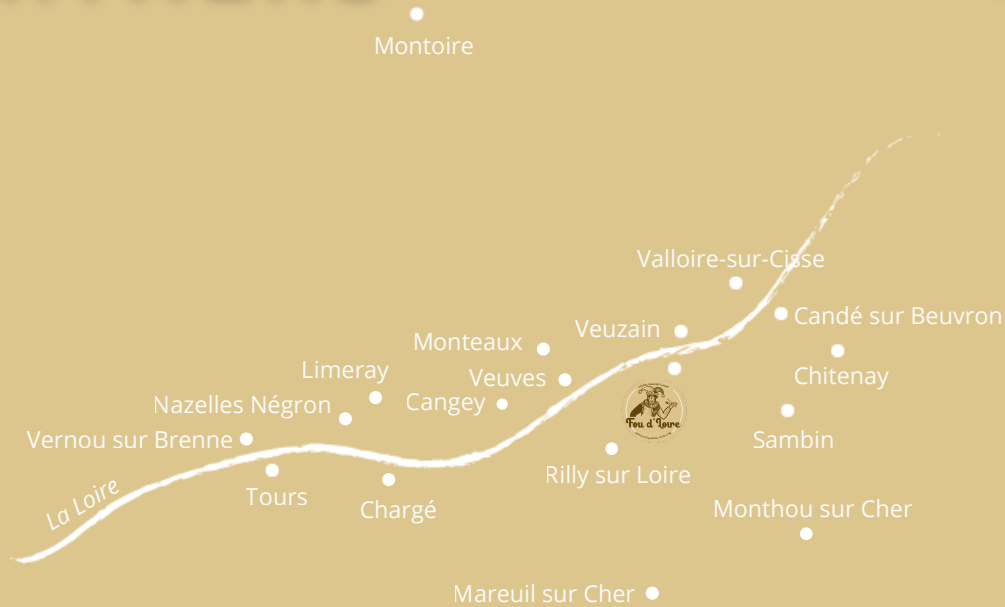 Montoire
Valloire-sur-Cisse
Candé sur Beuvron
Veuzain
Monteaux
Chitenay
Limeray
Veuves
Cangey
Nazelles Négron
Fou d'Loire
Vernou sur Brenne
Sambin
Rilly sur Loire
La Loire
Tours
Chargé
Monthou sur Cher
Mareuil sur Cher